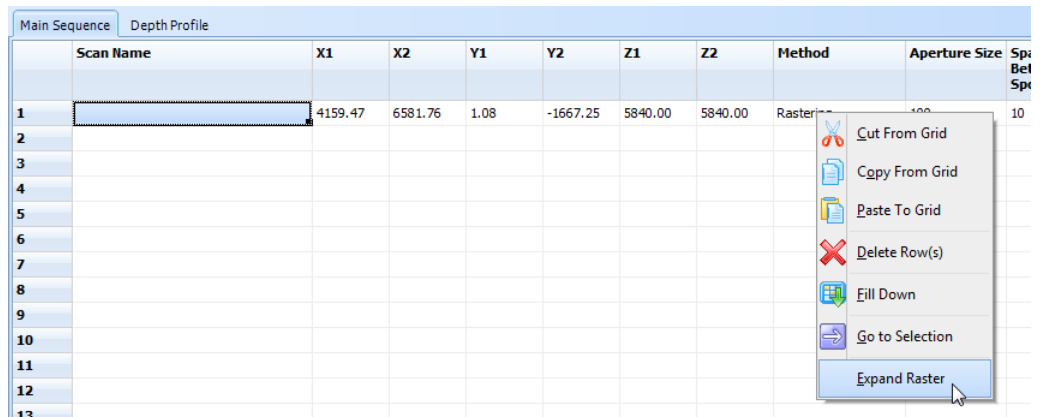 Main Sequence Depth Profile
Scan Name X1 X2 Y1 Y2 Z1 Z2 Method Aperture Size
1 4159.47 6581.76 1.08 -1667.25 5840.00 5840.00 10
Cut From Grid
2
3
Copy From Grid
4
5 Paste To Grid
6
7 Delete Row(s)
8
Fill Down
9
10 Go to Selection
11
Expand Raster
12
13